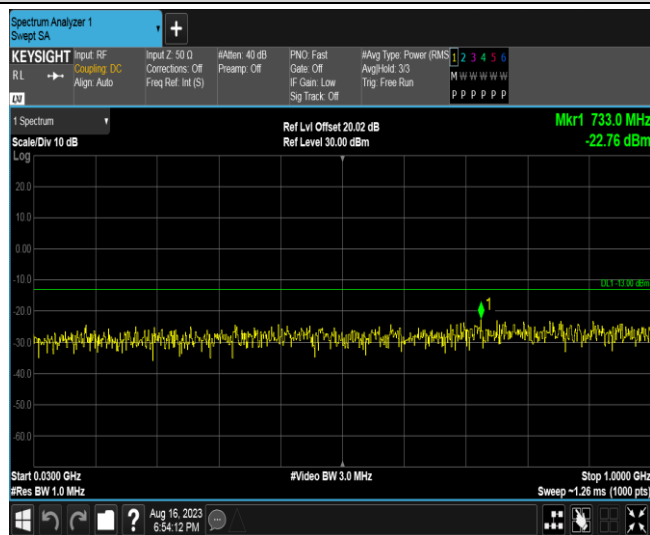 Spectrum Analyzer 1
Swept SA
+
KEYSIGHT
RL
LXI
Input: RF
Coupling: DC
Align: Auto
Input Z: 50 Ω
Corrections: Off
Freq Ref: Int (S)
#Atten: 40 dB
Preamp: Off
PNO: Fast
Gate: Off
IF Gain: Low
Sig Track: Off
#Avg Type: Power (RMS
Avg|Hold: 3/3
Trig: Free Run
1 2 3 4 5 6
M W W W W W
P P P P P P
1 Spectrum
Scale/Div 10 dB
Log
Ref Lvl Offset 20.02 dB
Ref Level 30.00 dBm
Mkr1 733.0 MHz
-22.76 dBm
20.0
10.0
0.00
-10.0
DL1 -13.00 dBm
-20.0
1
-30.0
-40.0
-50.0
-60.0
Start 0.0300 GHz
#Res BW 1.0 MHz
#Video BW 3.0 MHz
Stop 1.0000 GHz
Sweep ~1.26 ms (1000 pts)
?
Aug 16, 2023
6:54:12 PM